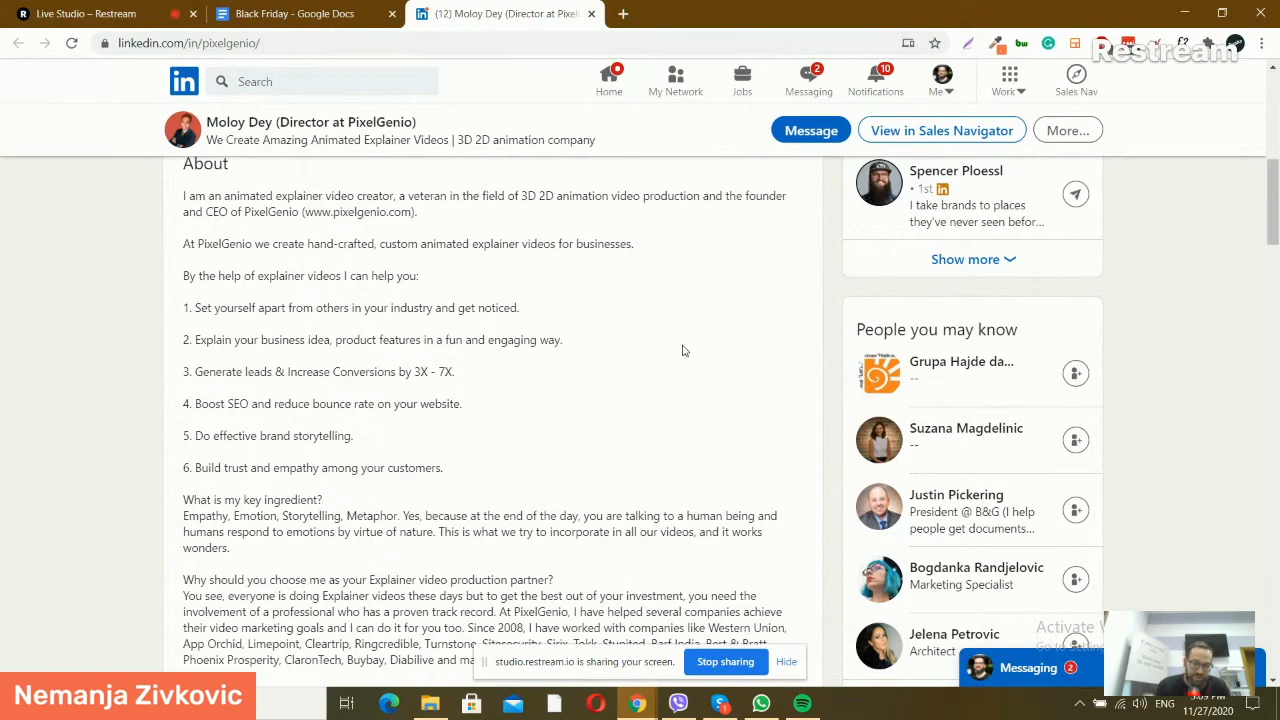 Live Studio – Restream
Black Friday - Google Docs
(12) Moloy Dey (Director at Pixel
linkedin.com/in/pixelgenio/
Restream
Search
Home
My Network
Jobs
2
Messaging
10
Notifications
Me
Work
Sales Nav
Moloy Dey (Director at PixelGenio)
We Create Amazing Animated Explainer Videos | 3D 2D animation company
Message
View in Sales Navigator
More...
About
I am an animated explainer video creator, a veteran in the field of 3D 2D animation video production and the founder
and CEO of PixelGenio (www.pixelgenio.com).
At PixelGenio we create hand-crafted, custom animated explainer videos for businesses.
By the help of explainer videos I can help you:
1. Set yourself apart from others in your industry and get noticed.
2. Explain your business idea, product features in a fun and engaging way.
3. Generate leads & Increase Conversions by 3X - 7X.
4. Boost SEO and reduce bounce rate on your website.
5. Do effective brand storytelling.
6. Build trust and empathy among your customers.
What is my key ingredient?
Empathy, Emotion, Storytelling, Metaphor. Yes, because at the end of the day, you are talking to a human being and
humans respond to emotions by virtue of nature. This is what we try to incorporate in all our videos, and it works
wonders.
Why should you choose me as your Explainer video production partner?
You see, everyone is doing Explainer videos these days but to get the best out of your investment, you need the
involvement of a professional who has a proven track record. At PixelGenio, I have helped several companies achieve
their video marketing goals and I can do it for you too. Since 2008, I have worked with companies like Western Union,
App Orchid, Limepoint, Cleartrip, Ringcredible, Turnstone,
Phoenix Prosperity, ClaronTech, Buybay, Diabilive and
Spencer Ploessl
• 1st in
I take brands to places
they've never seen befor...
Show more
People you may know
Grupa Hajde da...
--
Suzana Magdelinic
--
Justin Pickering
President @ B&G (I help
people get documents...
Bogdanka Randjelovic
Marketing Specialist
Jelena Petrovic
Architect
Activate
Messaging 2
studio.restream.io is sharing your screen.
Stop sharing
Hide
Nemanja Zivkovic
ENG
5:09 PM
11/27/2020